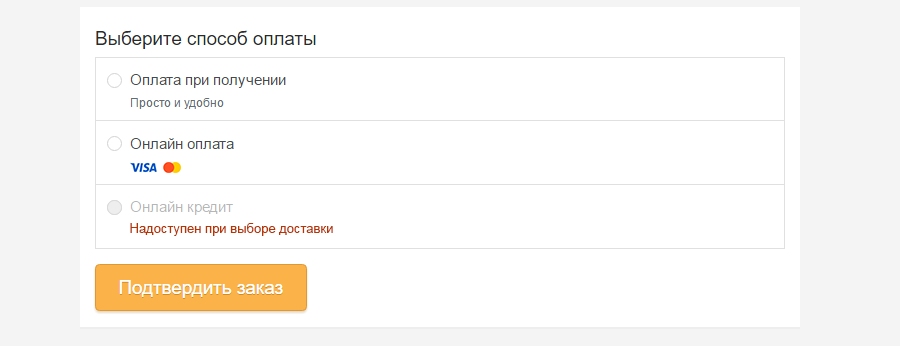 Выберите способ оплаты
Оплата при получении
Просто и удобно
Онлайн оплата
VISA
Онлайн кредит
Надоступен при выборе доставки
Подтвердить заказ